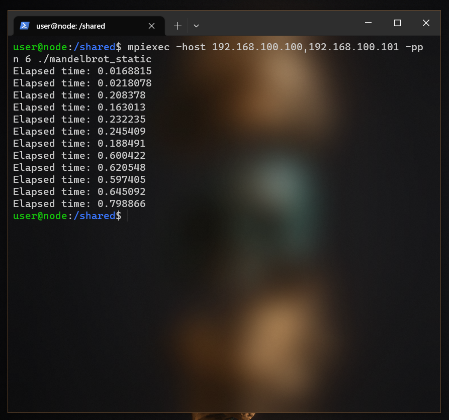 user@node: /shared
user@node:/shared$ mpiexec -host 192.168.100.100,192.168.100.101 -pp
n 6 ./mandelbrot_static
Elapsed time: 0.0168815
Elapsed time: 0.0218078
Elapsed time: 0.208378
Elapsed time: 0.163013
Elapsed time: 0.232235
Elapsed time: 0.245409
Elapsed time: 0.188491
Elapsed time: 0.600422
Elapsed time: 0.620548
Elapsed time: 0.597405
Elapsed time: 0.645092
Elapsed time: 0.798866
user@node:/shared$